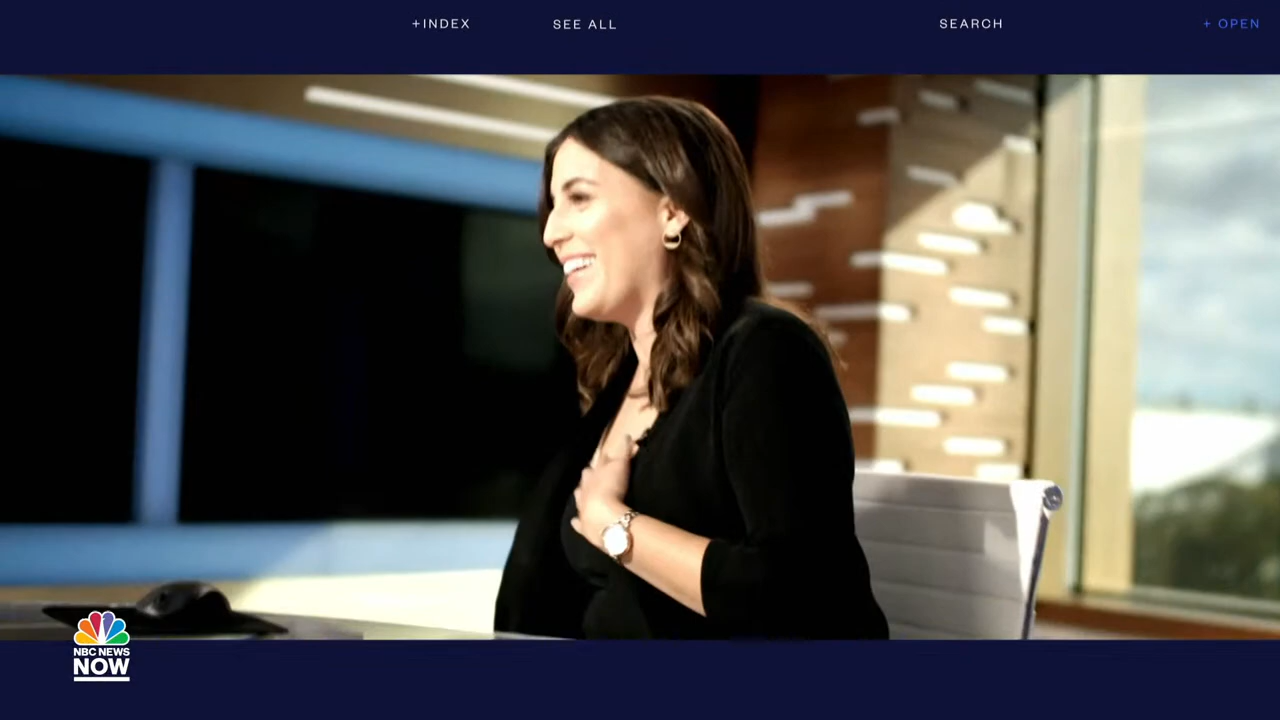 +INDEX
SEE ALL
SEARCH
+ OPEN
NBC NEWS
NOW